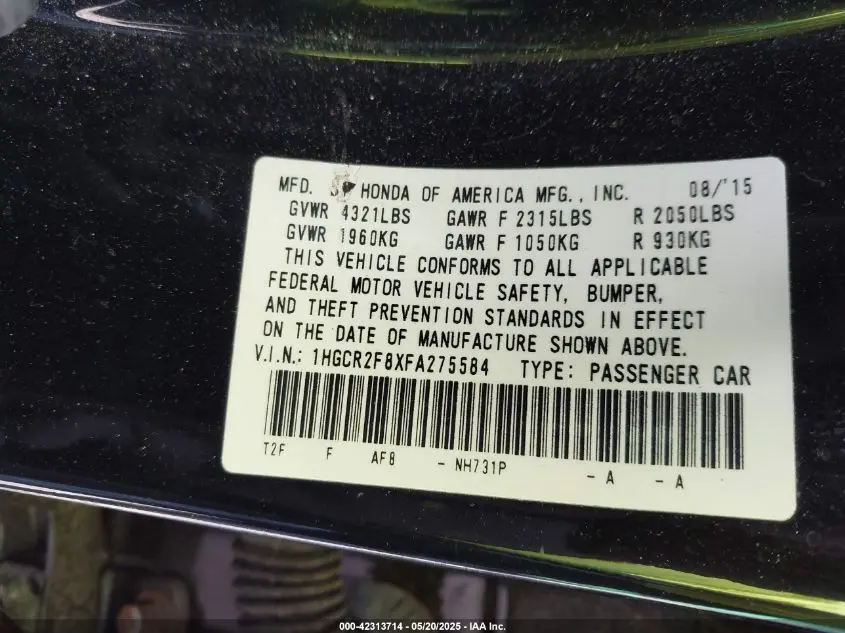 MFD. HONDA OF AMERICA MFG., INC. 08/'15
GVWR 4321LBS GAWR F 2315LBS R 2050LBS
GVWR 1960KG GAWR F 1050KG R 930KG
THIS VEHICLE CONFORMS TO ALL APPLICABLE
FEDERAL MOTOR VEHICLE SAFETY, BUMPER,
AND THEFT PREVENTION STANDARDS IN EFFECT
ON THE DATE OF MANUFACTURE SHOWN ABOVE.
V.I.N.: 1HGCR2F8XFA275584 TYPE: PASSENGER CAR
T2F F AF8 - NH731P - A - A
000-42313714 - 05/20/2025 - IAA Inc.